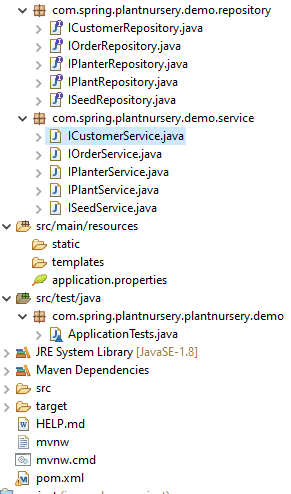 com.spring.plantnursery.demo.repository
ICustomerRepository.java
IOrderRepository.java
IPlanterRepository.java
IPlantRepository.java
ISeedRepository.java
com.spring.plantnursery.demo.service
ICustomerService.java
IOrderService.java
IPlanterService.java
IPlantService.java
ISeedService.java
src/main/resources
static
templates
application.properties
src/test/java
com.spring.plantnursery.plantnursery.demo
ApplicationTests.java
JRE System Library [JavaSE-1.8]
Maven Dependencies
src
target
HELP.md
mvnw
mvnw.cmd
pom.xml